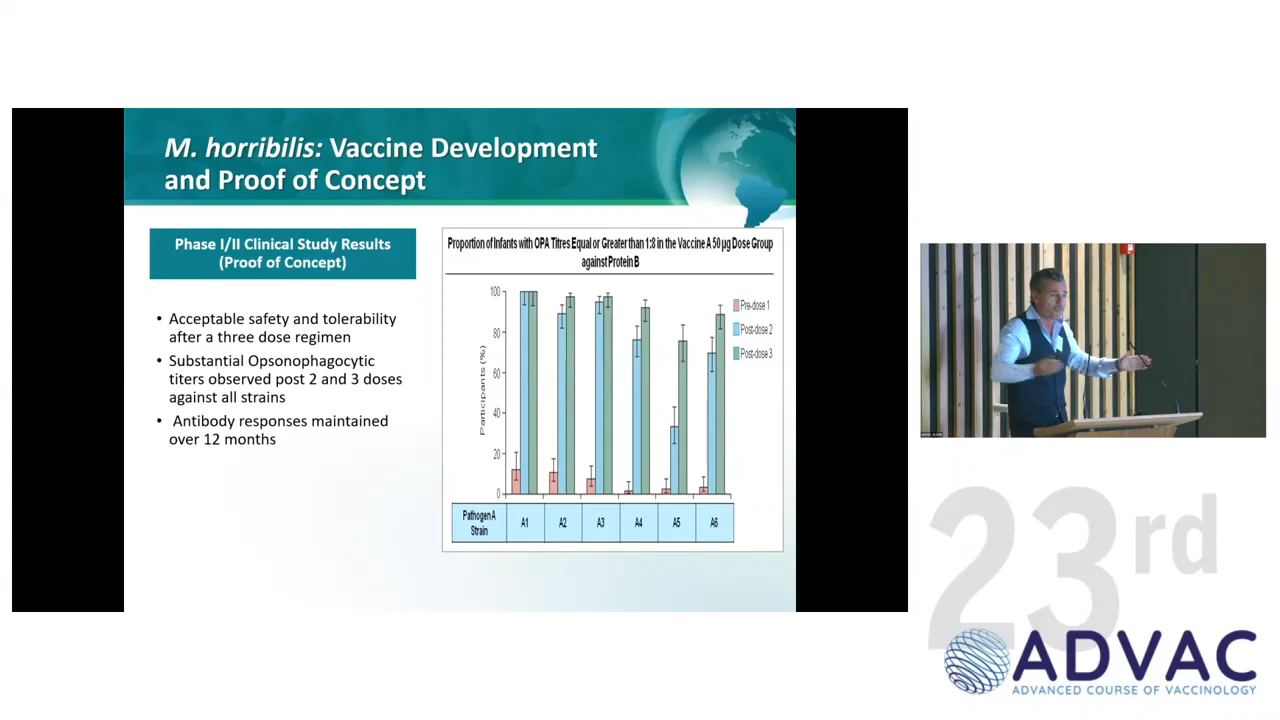 M. horribilis: Vaccine Development
and Proof of Concept
Phase I/II Clinical Study Results
(Proof of Concept)
• Acceptable safety and tolerability
after a three dose regimen
• Substantial Opsonophagocytic
titers observed post 2 and 3 doses
against all strains
• Antibody responses maintained
over 12 months
Proportion of Infants with OPA Titres Equal or Greater than 1:8 in the Vaccine A 50 µg Dose Group
against Protein B
Participants (%)
100
80
60
40
20
0
Pre-dose 1
Post-dose 2
Post-dose 3
Pathogen A
Strain
A1 A2 A3 A4 A5 A6
23rd
ADVAC
ADVANCED COURSE OF VACCINOLOGY